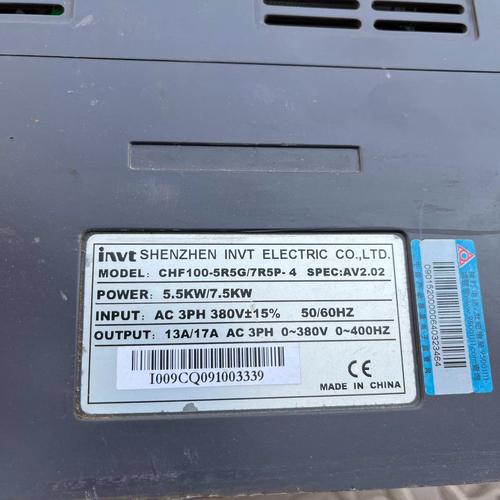 invt SHENZHEN INVT ELECTRIC CO.,LTD.
MODEL: CHF100-5R5G/7R5P-4 SPEC:AV2.02
POWER: 5.5KW/7.5KW
INPUT: AC 3PH 380V±15% 50/60HZ
OUTPUT: 13A/17A AC 3PH 0~380V 0~400HZ
I009CQ091003339
CE
MADE IN CHINA